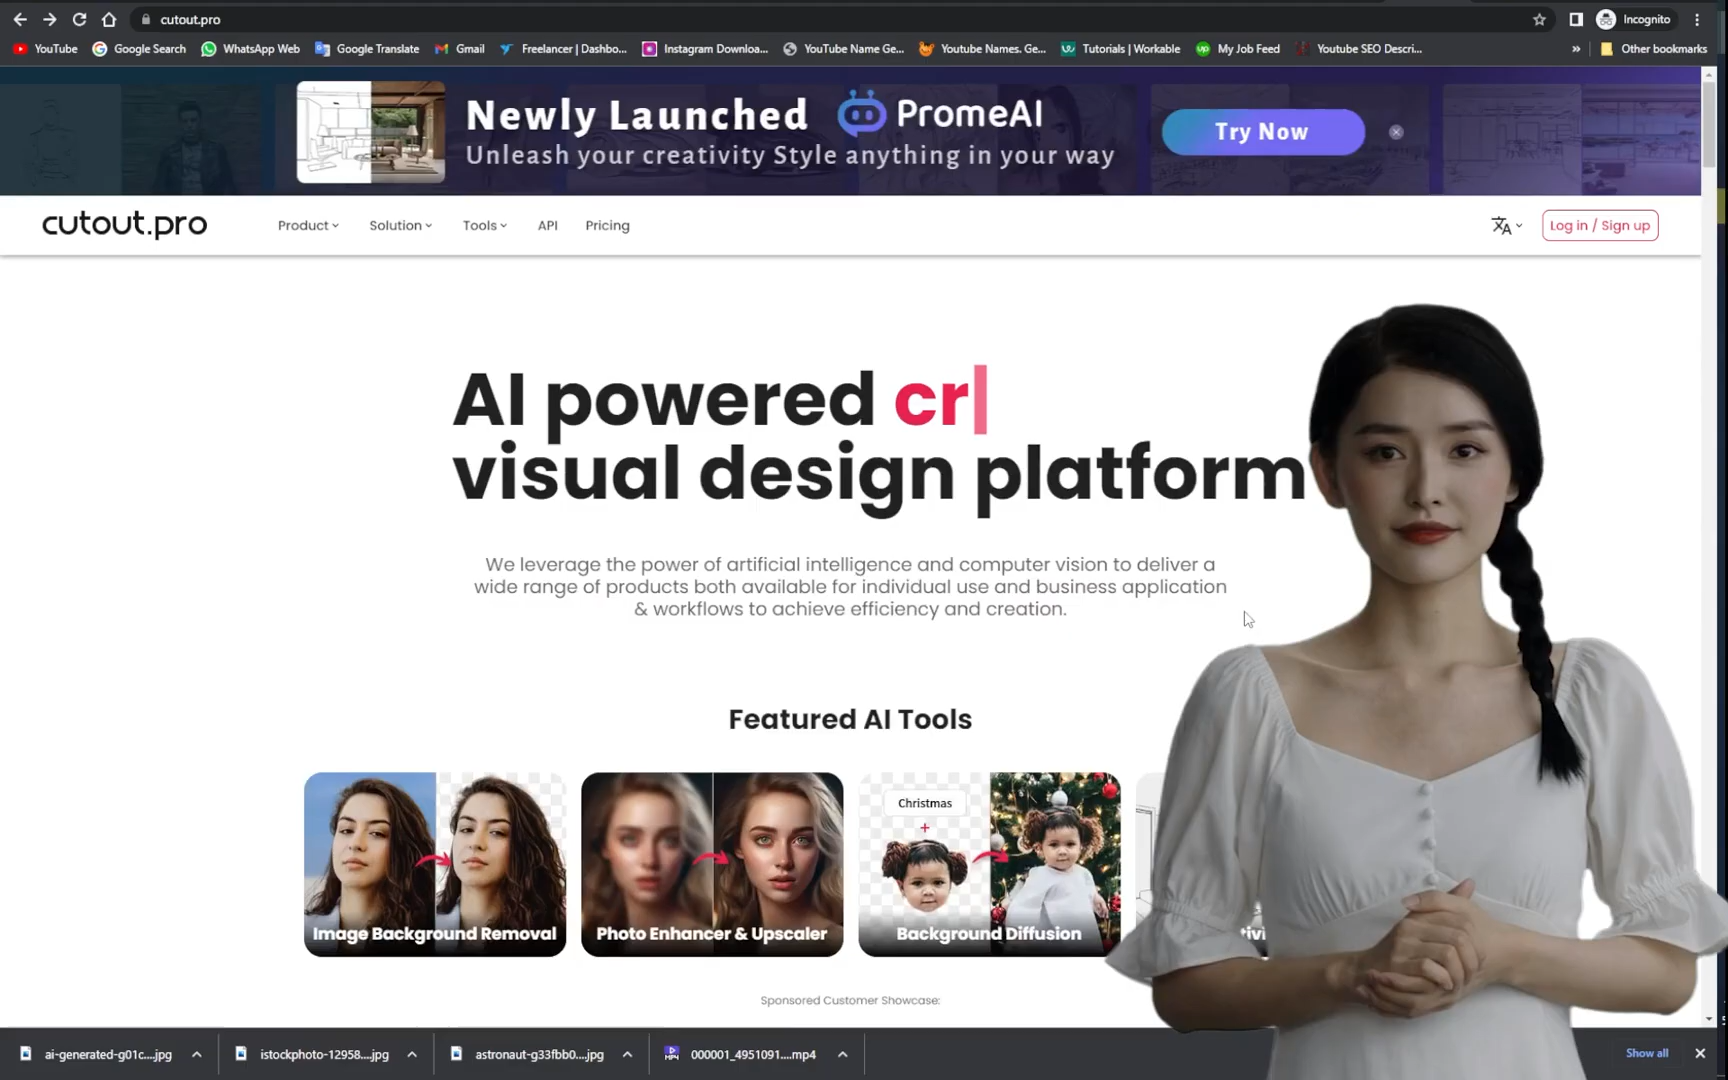 cutout.pro
Incognito
YouTube
Google Search
WhatsApp Web
Google Translate
Gmail
Freelancer | Dashbo...
Instagram Downloa...
YouTube Name Ge...
Youtube Names. Ge...
Tutorials | Workable
My Job Feed
Youtube SEO Descri...
»
Other bookmarks
Newly Launched PromeAI
Unleash your creativity Style anything in your way
Try Now
cutout.pro
Product
Solution
Tools
API
Pricing
Log in / Sign up
AI powered cr|
visual design platform
We leverage the power of artificial intelligence and computer vision to deliver a
wide range of products both available for individual use and business application
& workflows to achieve efficiency and creation.
Featured AI Tools
Christmas
+
Image Background Removal
Photo Enhancer & Upscaler
Background Diffusion
Sponsored Customer Showcase:
ai-generated-g01c....jpg
istockphoto-12958....jpg
astronaut-g33fbb0....jpg
000001_4951091....mp4
Show all